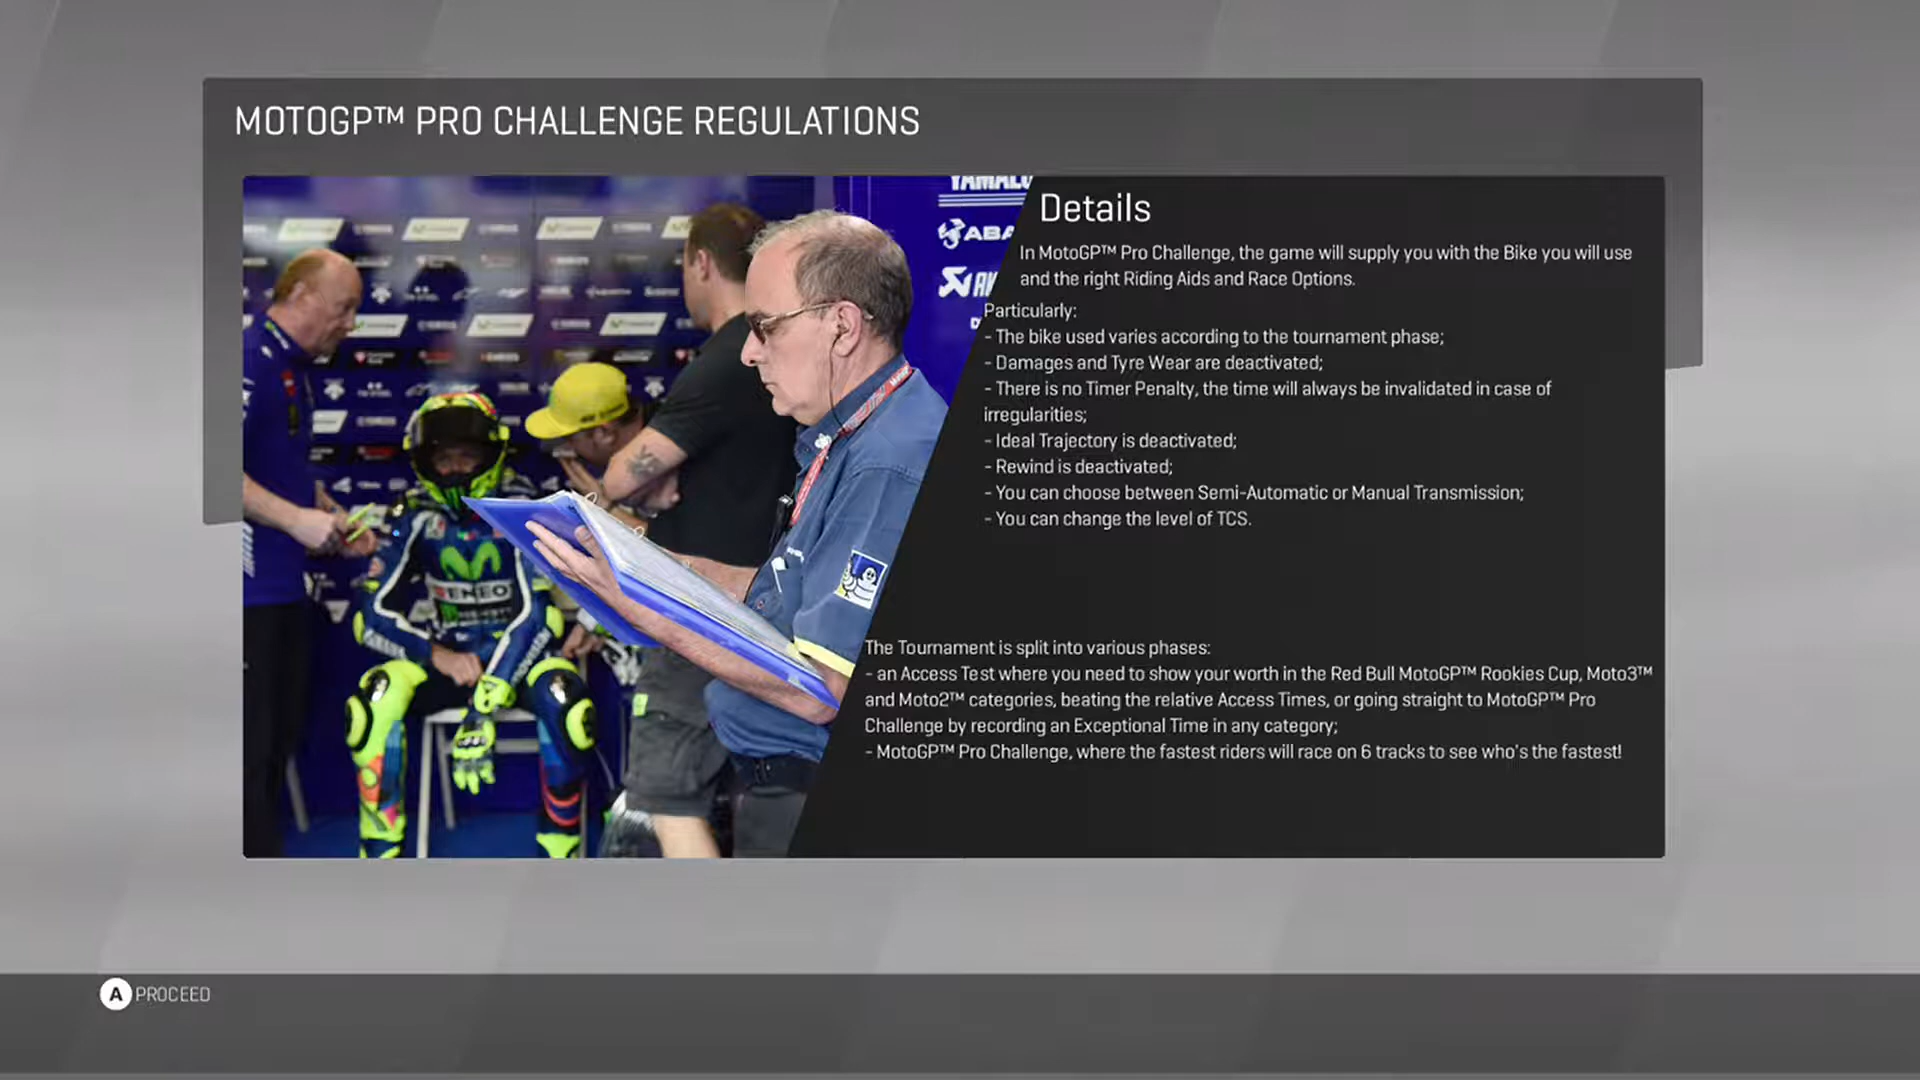 MOTOGP™ PRO CHALLENGE REGULATIONS
Details
In MotoGP™ Pro Challenge, the game will supply you with the Bike you will use
and the right Riding Aids and Race Options.
Particularly:
- The bike used varies according to the tournament phase;
- Damages and Tyre Wear are deactivated;
- There is no Timer Penalty, the time will always be invalidated in case of
irregularities;
- Ideal Trajectory is deactivated;
- Rewind is deactivated;
- You can choose between Semi-Automatic or Manual Transmission;
- You can change the level of TCS.
The Tournament is split into various phases:
- an Access Test where you need to show your worth in the Red Bull MotoGP™ Rookies Cup, Moto3™
and Moto2™ categories, beating the relative Access Times, or going straight to MotoGP™ Pro
Challenge by recording an Exceptional Time in any category;
- MotoGP™ Pro Challenge, where the fastest riders will race on 6 tracks to see who's the fastest!
A PROCEED